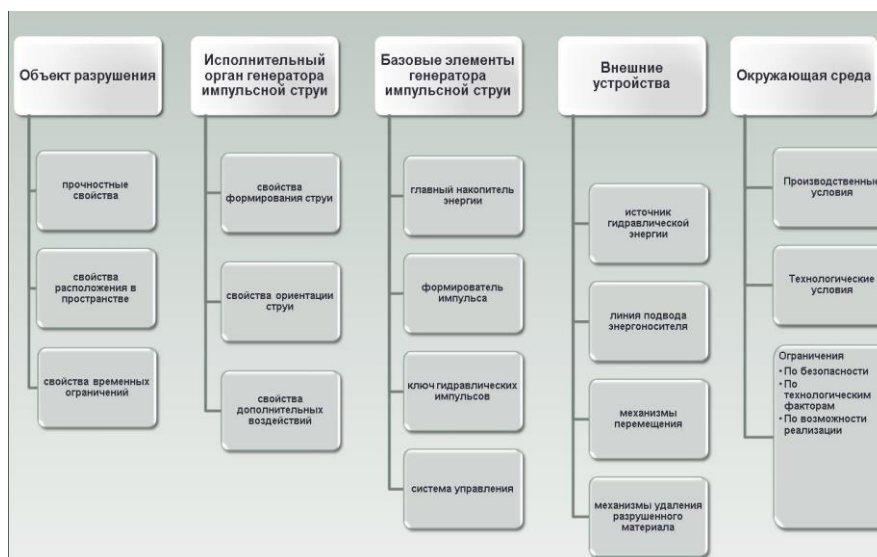 Объект разрушения
прочностные
свойства
свойства
расположения в
пространстве
свойства временных
ограничений
Исполнительный
орган генератора
импульсной струи
свойства
формирования струи
свойства ориентации
струи
свойства
дополнительных
воздействий
Базовые элементы
генератора
импульсной струи
главный накопитель
энергии
формирователь
импульса
ключ гидравлических
импульсов
система управления
Внешние
устройства
источник
гидравлической
энергии
линия подвода
энергоносителя
механизмы
перемещения
механизмы удаления
разрушенного
материала
Окружающая среда
Производственные
условия
Технологические
условия
Ограничения
• По безопасности
• По
технологическим
факторам
• По возможности
реализации